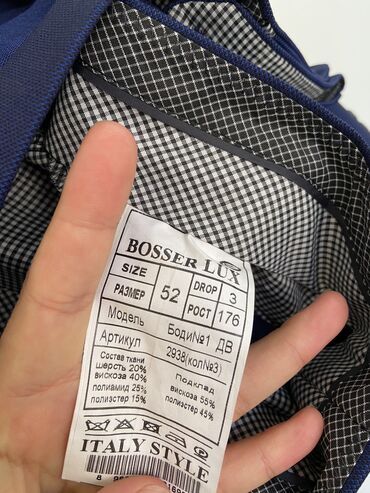 BOSSER LUX
SIZE 52 DROP 3
РАЗМЕР РОСТ 176
Модель Боди№1 ДВ
Артикул 2938(кол№3)
Состав ткани
шерсть 20%
вискоза 40%
полиамид 25%
полиэстер 15%
Подклад
вискоза 55%
полиэстер 45%
ITALY STYLE